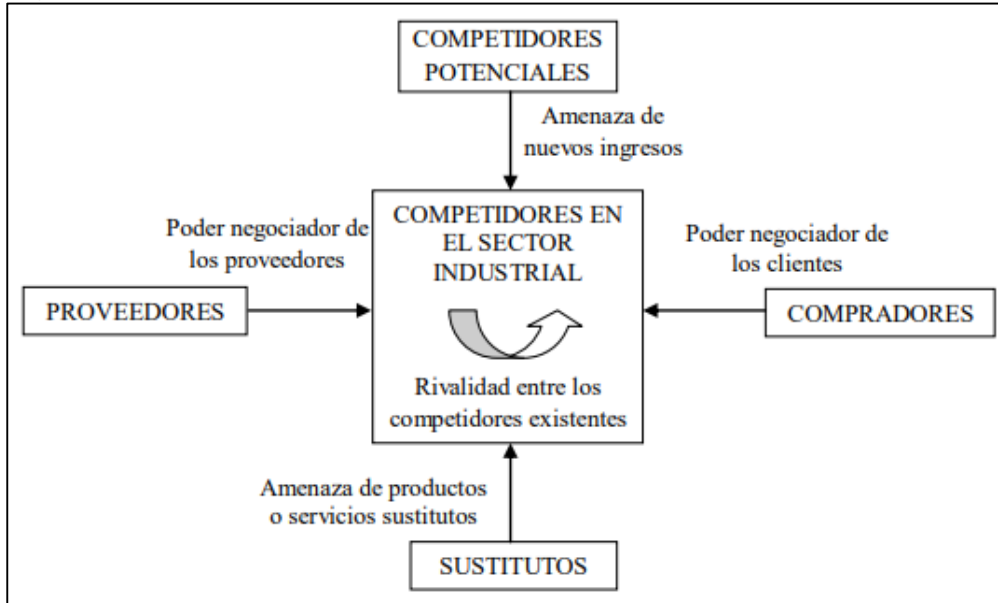 COMPETIDORES
POTENCIALES
Amenaza de
nuevos ingresos
Poder negociador de
los proveedores
PROVEEDORES
COMPETIDORES EN
EL SECTOR
INDUSTRIAL
Rivalidad entre los
competidores existentes
Poder negociador de
los clientes
COMPRADORES
Amenaza de productos
o servicios sustitutos
SUSTITUTOS